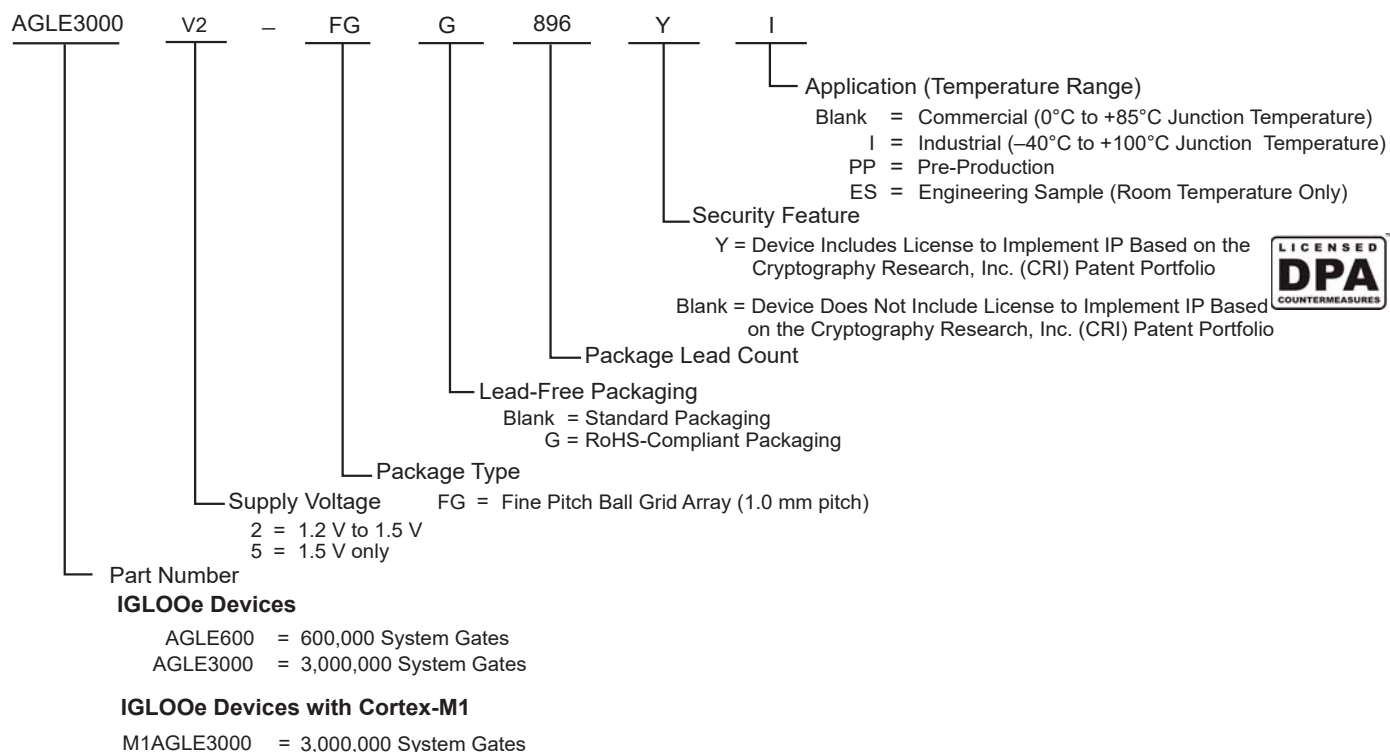 AGLE3000 V2 – FG G 896 Y I
Application (Temperature Range)
Blank = Commercial (0°C to +85°C Junction Temperature)
I = Industrial (–40°C to +100°C Junction Temperature)
PP = Pre-Production
ES = Engineering Sample (Room Temperature Only)
Security Feature
Y = Device Includes License to Implement IP Based on the
Cryptography Research, Inc. (CRI) Patent Portfolio
LICENSED
DPA
COUNTERMEASURES
Blank = Device Does Not Include License to Implement IP Based
on the Cryptography Research, Inc. (CRI) Patent Portfolio
Package Lead Count
Lead-Free Packaging
Blank = Standard Packaging
G = RoHS-Compliant Packaging
Package Type
FG = Fine Pitch Ball Grid Array (1.0 mm pitch)
Supply Voltage
2 = 1.2 V to 1.5 V
5 = 1.5 V only
Part Number
IGLOOe Devices
AGLE600 = 600,000 System Gates
AGLE3000 = 3,000,000 System Gates
IGLOOe Devices with Cortex-M1
M1AGLE3000 = 3,000,000 System Gates